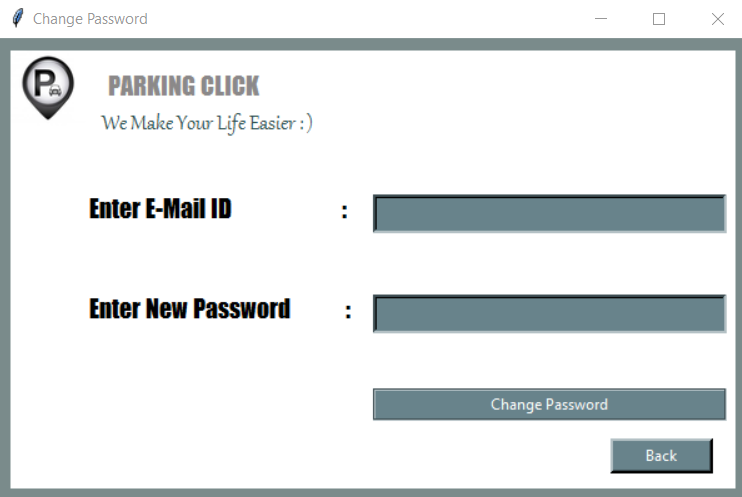 Change Password
P
PARKING CLICK
We Make Your Life Easier :)
Enter E-Mail ID :
Enter New Password :
Change Password
Back